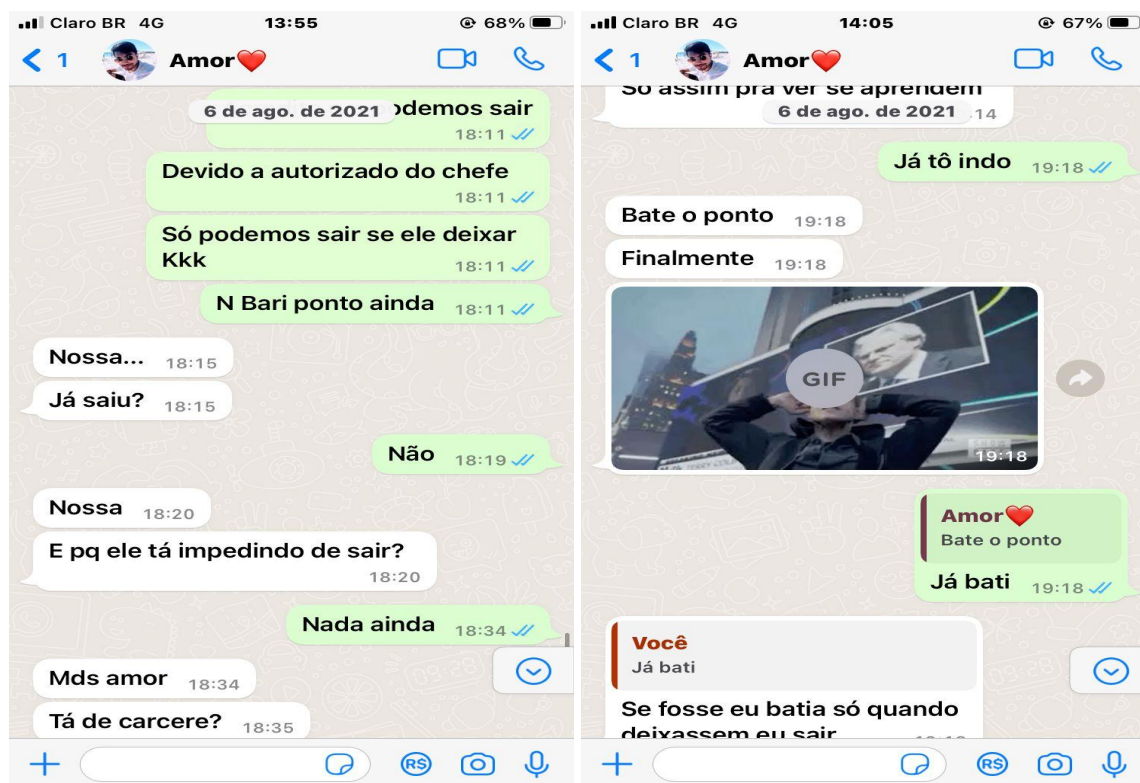 Claro BR 4G 13:55 68%
1 Amor❤️
6 de ago. de 2021
podemos sair
18:11
Devido a autorizado do chefe
18:11
Só podemos sair se ele deixar
Kkk 18:11
N Bari ponto ainda 18:11
Nossa... 18:15
Já saiu? 18:15
Não 18:19
Nossa 18:20
E pq ele tá impedindo de sair?
18:20
Nada ainda 18:34
Mds amor 18:34
Tá de carcere? 18:35
R$
Claro BR 4G 14:05 67%
1 Amor❤️
Só assim pra ver se aprendem
6 de ago. de 2021
14
Já tô indo 19:18
Bate o ponto 19:18
Finalmente 19:18
GIF
19:18
Amor❤️
Bate o ponto
Já bati 19:18
Você
Já bati
Se fosse eu batia só quando
deixassem eu sair
R$